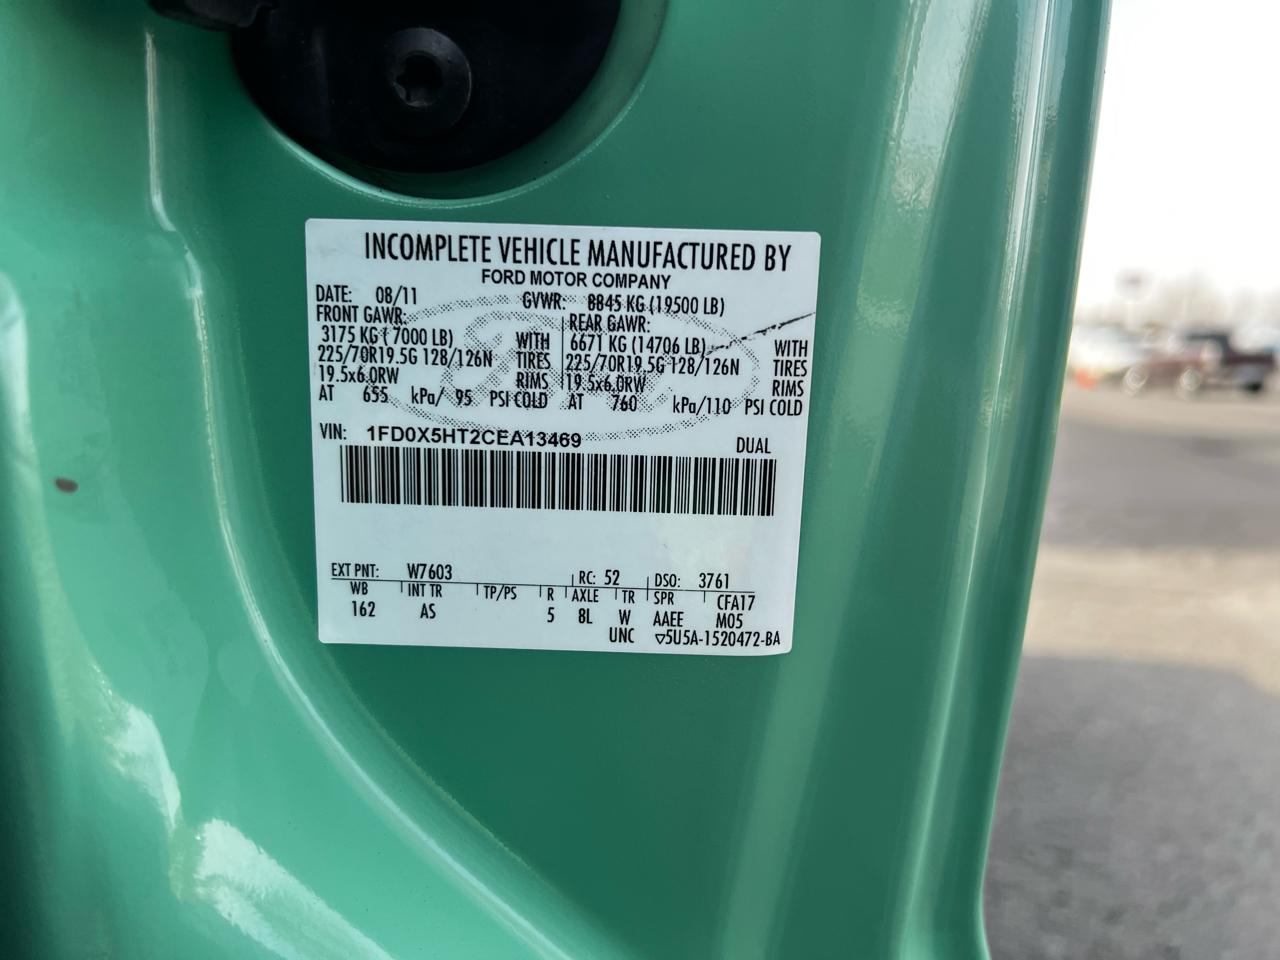 INCOMPLETE VEHICLE MANUFACTURED BY
FORD MOTOR COMPANY
DATE: 08/11 GVWR: 8845 KG (19500 LB)
FRONT GAWR: REAR GAWR:
3175 KG ( 7000 LB) WITH 6671 KG (14706 LB) WITH
225/70R19.5G 128/126N TIRES 225/70R19.5G 128/126N TIRES
19.5x6.0RW RIMS 19.5x6.0RW RIMS
AT 655 kPa/ 95 PSI COLD AT 760 kPa/110 PSI COLD
VIN: 1FD0X5HT2CEA13469 DUAL
EXT PNT: W7603 RC: 52 DSO: 3761
WB INT TR TP/PS R AXLE TR SPR CFA17
162 AS 5 8L W AAEE M05
UNC ▽5U5A-1520472-BA